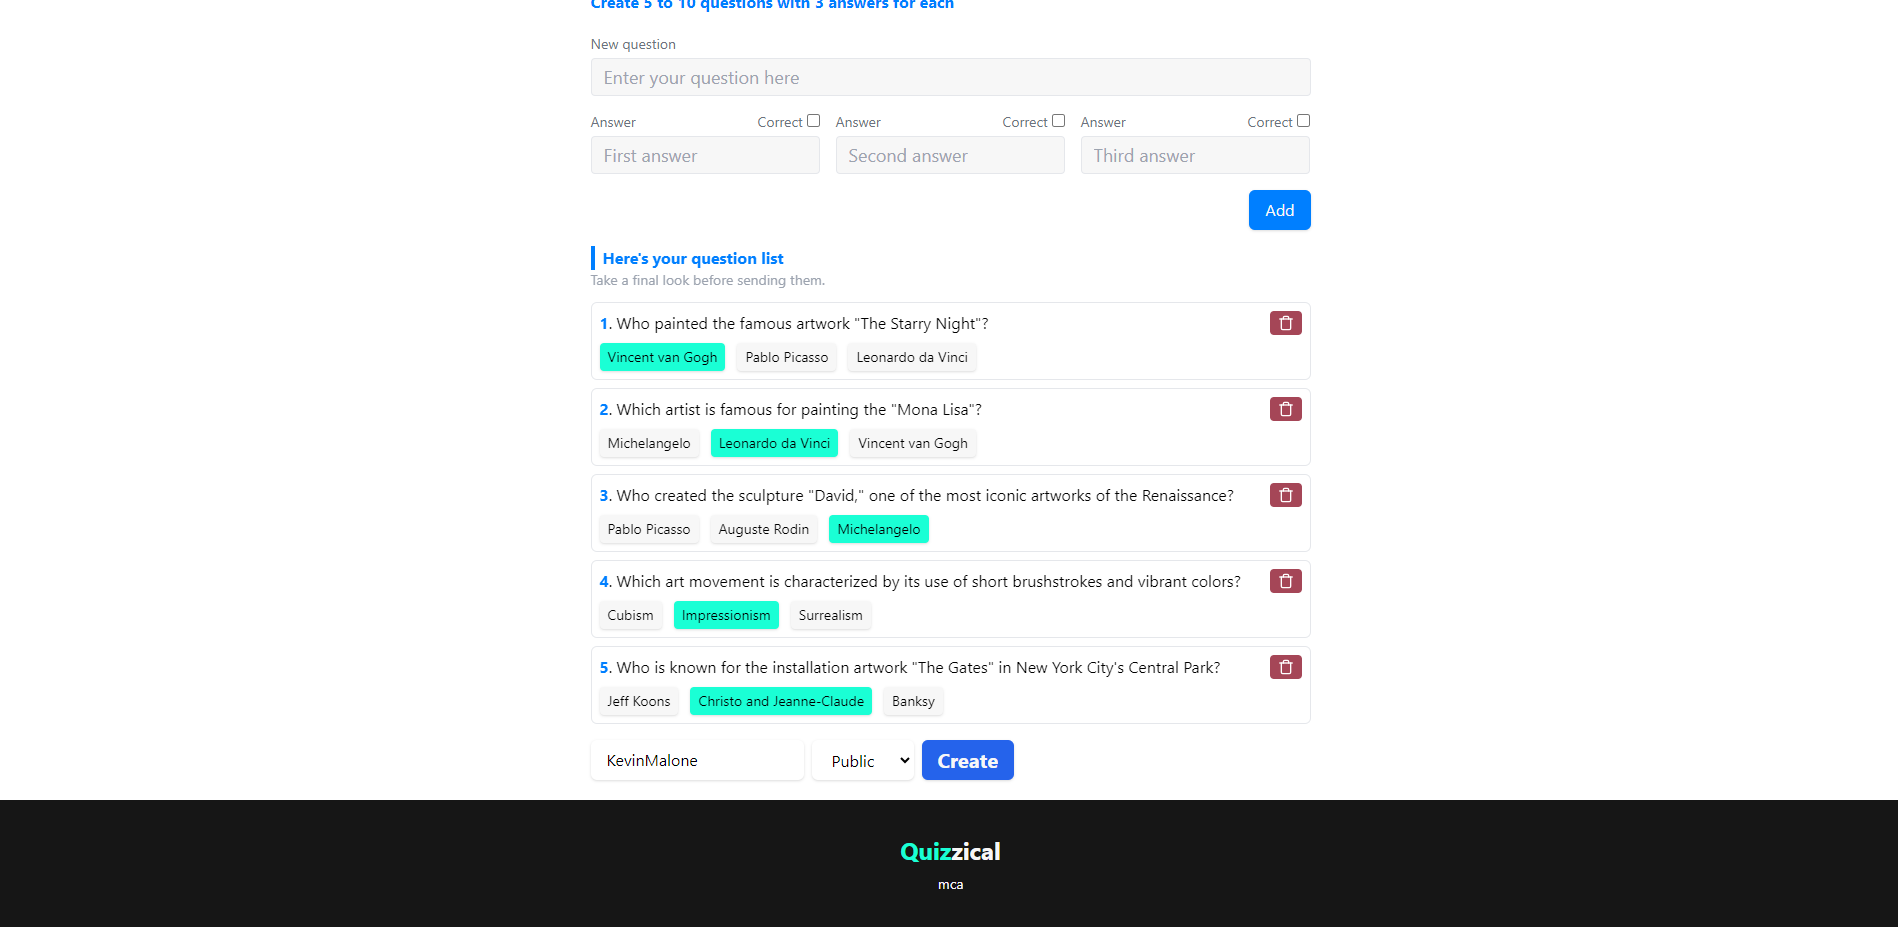 Create 5 to 10 questions with 3 answers for each
New question
Enter your question here
Answer Correct Answer Correct Answer Correct
First answer Second answer Third answer
Add
Here's your question list
Take a final look before sending them.
1. Who painted the famous artwork "The Starry Night"?
Vincent van Gogh Pablo Picasso Leonardo da Vinci
2. Which artist is famous for painting the "Mona Lisa"?
Michelangelo Leonardo da Vinci Vincent van Gogh
3. Who created the sculpture "David," one of the most iconic artworks of the Renaissance?
Pablo Picasso Auguste Rodin Michelangelo
4. Which art movement is characterized by its use of short brushstrokes and vibrant colors?
Cubism Impressionism Surrealism
5. Who is known for the installation artwork "The Gates" in New York City's Central Park?
Jeff Koons Christo and Jeanne-Claude Banksy
KevinMalone Public Create
Quizzical
mca